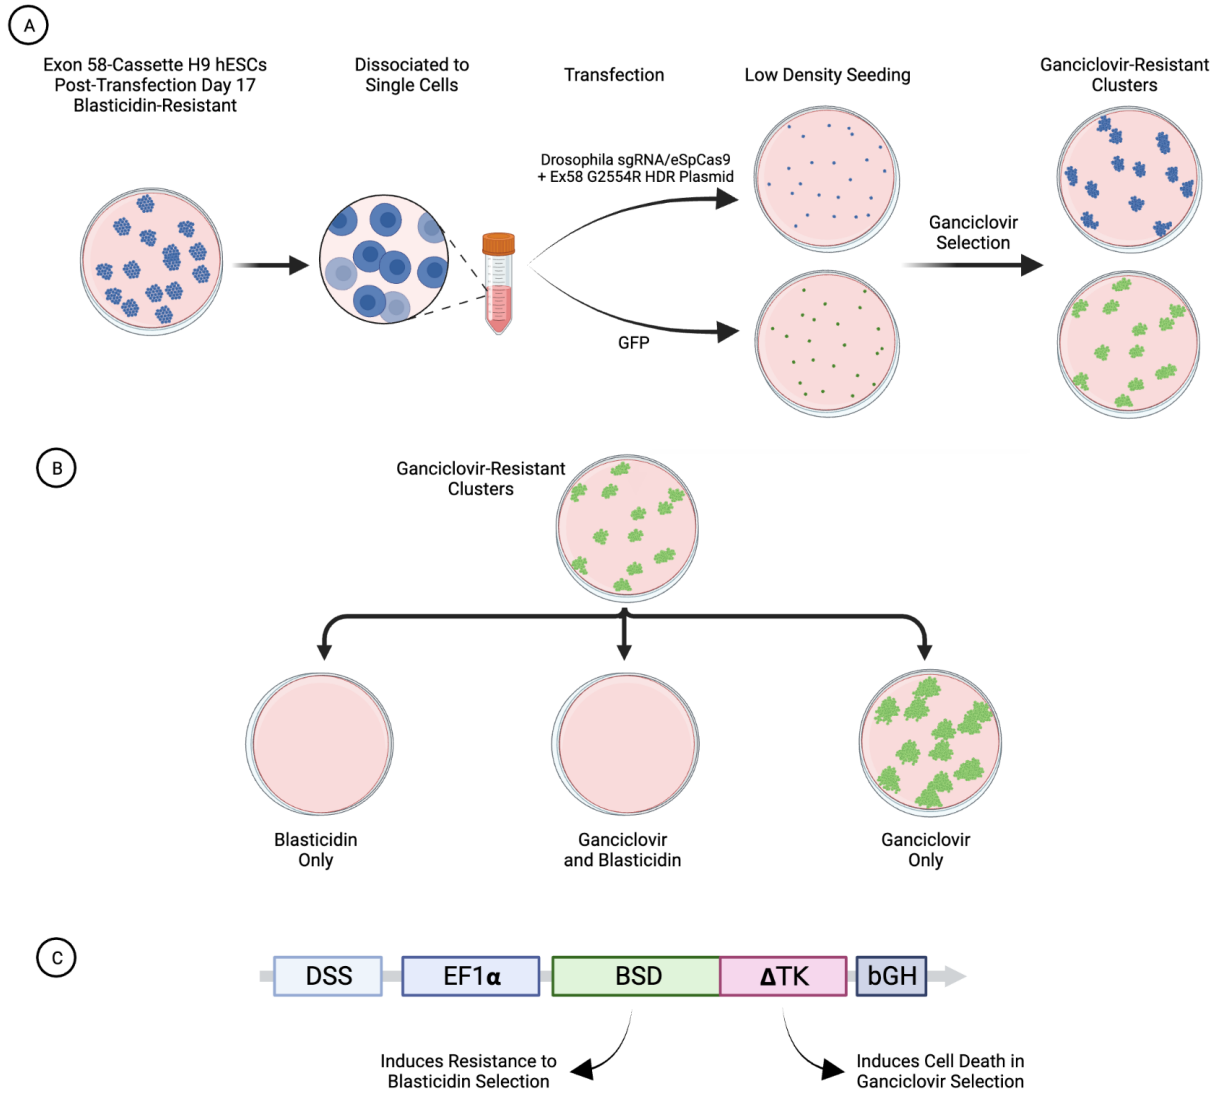 A
Exon 58-Cassette H9 hESCs
Post-Transfection Day 17
Blasticidin-Resistant
Dissociated to
Single Cells
Transfection
Low Density Seeding
Ganciclovir-Resistant
Clusters
Drosophila sgRNA/eSpCas9
+ Ex58 G2554R HDR Plasmid
GFP
Ganciclovir
Selection
B
Ganciclovir-Resistant
Clusters
Blasticidin
Only
Ganciclovir
and Blasticidin
Ganciclovir
Only
C
DSS
EF1α
BSD
ΔTK
bGH
Induces Resistance to
Blasticidin Selection
Induces Cell Death in
Ganciclovir Selection